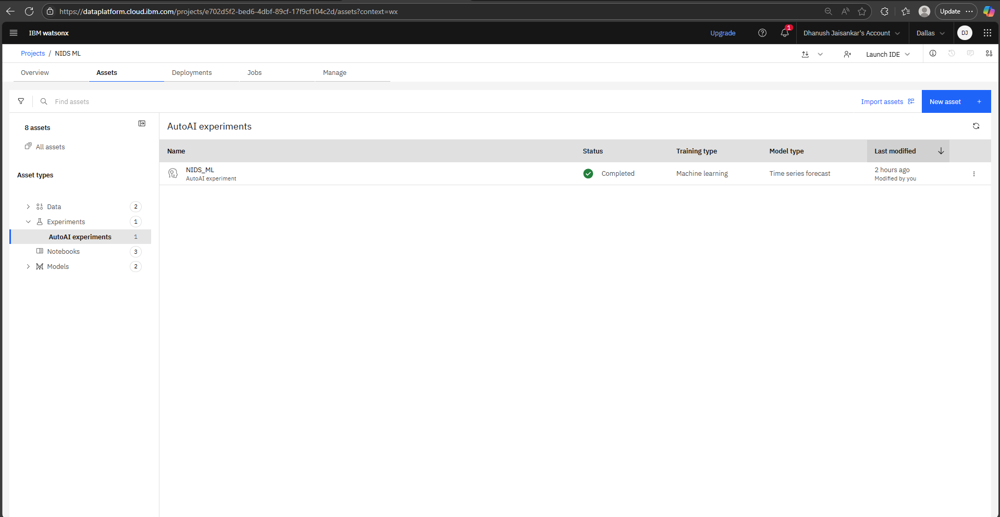 https://dataplatform.cloud.ibm.com/projects/e702d5f2-bed6-4dbf-89cf-17f9cf104c2d/assets?context=wx
Update
IBM watsonx
Upgrade
1
Dhanush Jaisankar's Account
Dallas
DJ
Projects / NIDS ML
Launch IDE
Overview
Assets
Deployments
Jobs
Manage
Find assets
Import assets
New asset +
8 assets
All assets
Asset types
Data 2
Experiments 1
AutoAI experiments 1
Notebooks 3
Models 2
AutoAI experiments
Name Status Training type Model type Last modified
NIDS_ML Completed Machine learning Time series forecast 2 hours ago
AutoAI experiment Modified by you